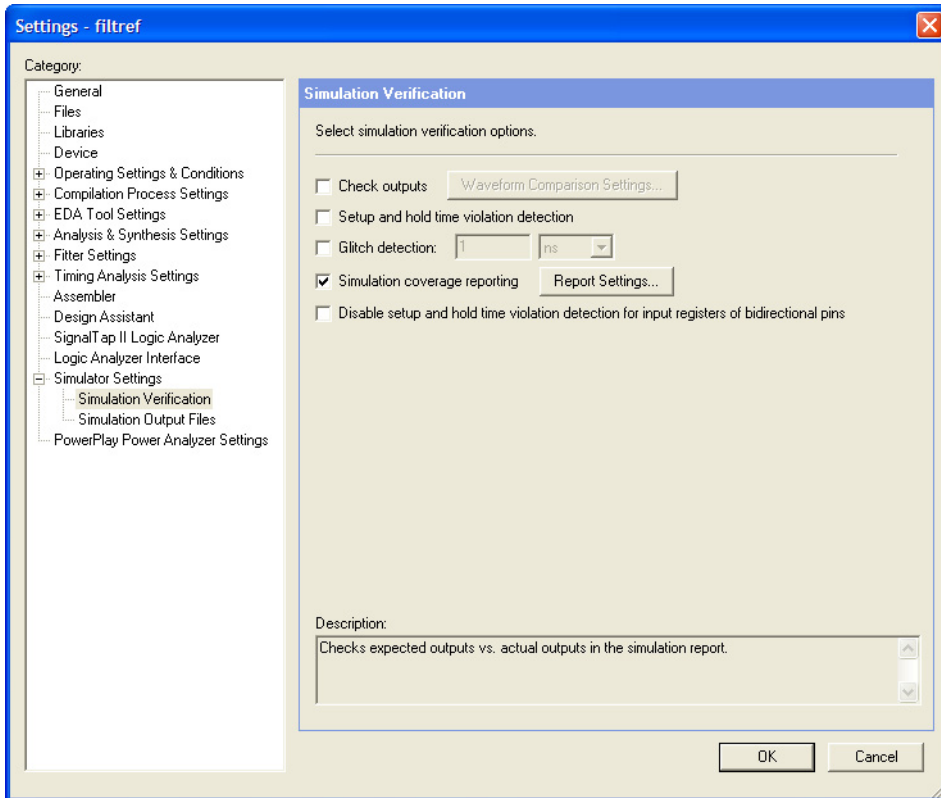 Settings - filtref
Category:
General
Files
Libraries
Device
Operating Settings & Conditions
Compilation Process Settings
EDA Tool Settings
Analysis & Synthesis Settings
Fitter Settings
Timing Analysis Settings
Assembler
Design Assistant
SignalTap II Logic Analyzer
Logic Analyzer Interface
Simulator Settings
Simulation Verification
Simulation Output Files
PowerPlay Power Analyzer Settings
Simulation Verification
Select simulation verification options.
Check outputs Waveform Comparison Settings...
Setup and hold time violation detection
Glitch detection: 1 ns
Simulation coverage reporting Report Settings...
Disable setup and hold time violation detection for input registers of bidirectional pins
Description:
Checks expected outputs vs. actual outputs in the simulation report.
OK Cancel